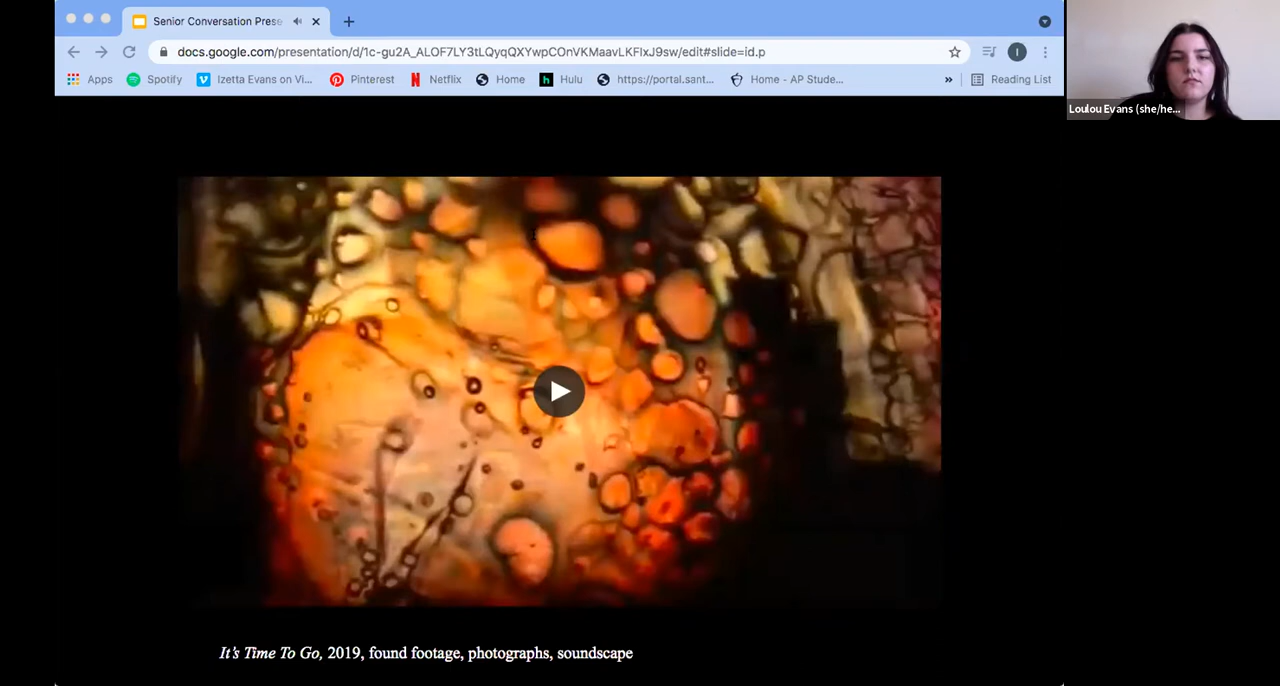 Senior Conversation Prese
docs.google.com/presentation/d/1c-gu2A_ALOF7LY3tLQyqQXYwpCOnVKMaavLKFIxJ9sw/edit#slide=id.p
Apps Spotify Izetta Evans on Vi... Pinterest Netflix Home Hulu https://portal.sant... Home - AP Stude... » Reading List
Loulou Evans (she/he...
It's Time To Go, 2019, found footage, photographs, soundscape